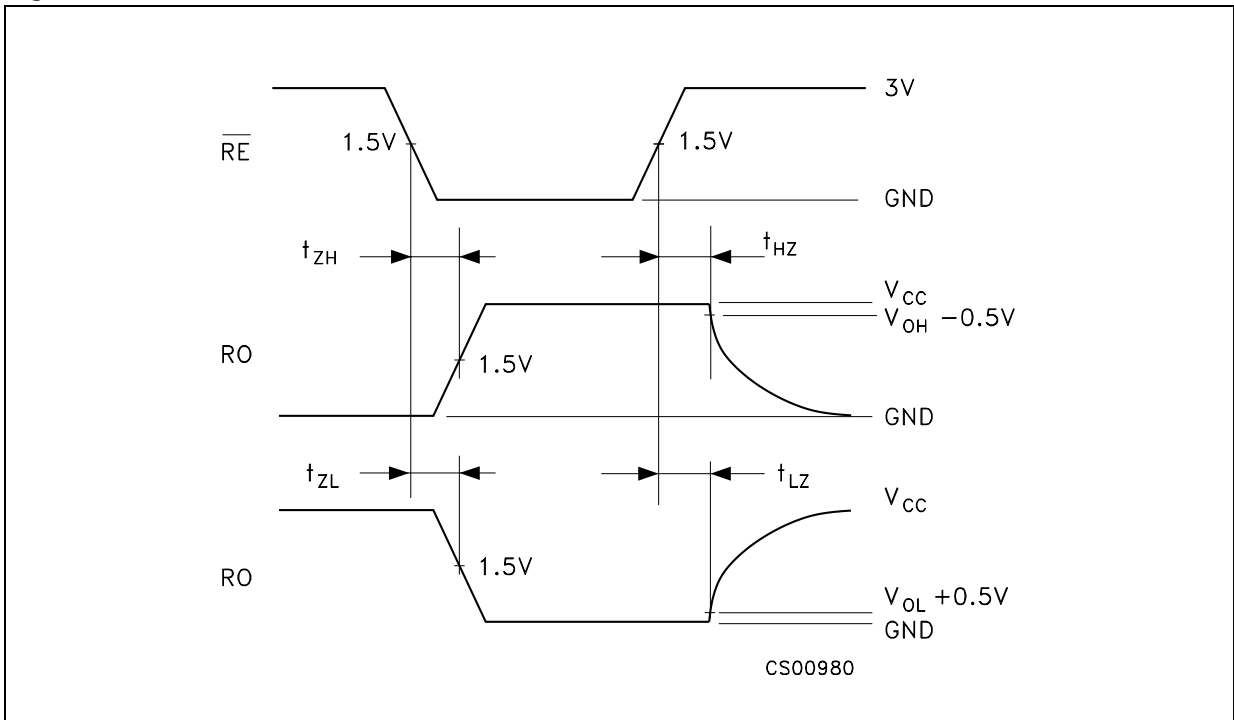 3V
1.5V
1.5V
RE
GND
tZH
tHZ
VCC
VOH -0.5V
RO
1.5V
GND
tZL
tLZ
VCC
1.5V
RO
VOL +0.5V
GND
CS00980